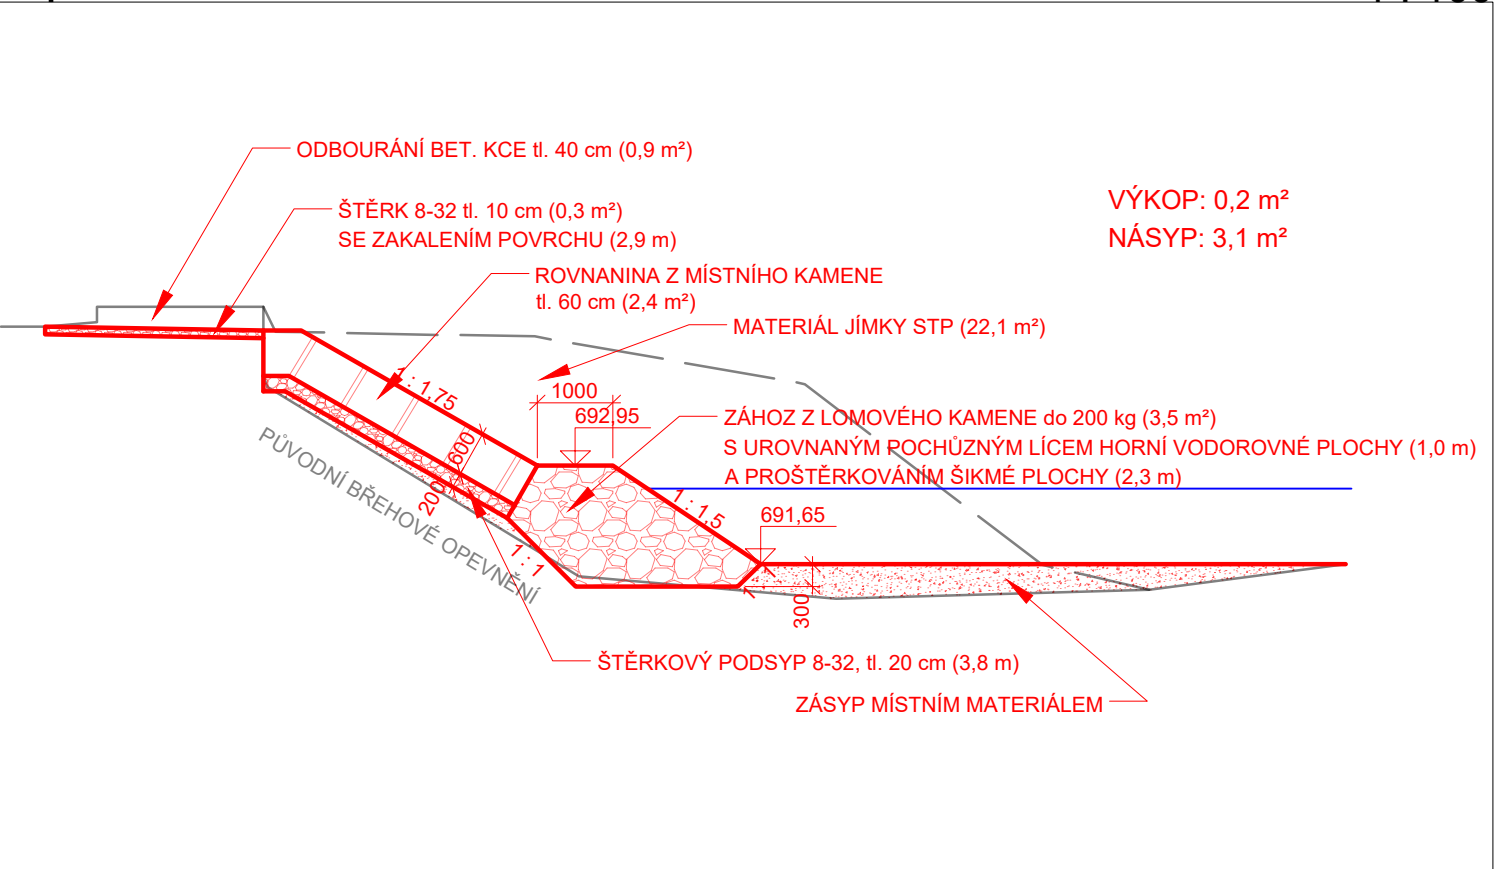 ODBOURÁNÍ BET. KCE tl. 40 cm (0,9 m²)
ŠTĚRK 8-32 tl. 10 cm (0,3 m²)
SE ZAKALENÍM POVRCHU (2,9 m)
VÝKOP: 0,2 m²
NÁSYP: 3,1 m²
ROVNANINA Z MÍSTNÍHO KAMENE
tl. 60 cm (2,4 m²)
MATERIÁL JÍMKY STP (22,1 m²)
1 : 1,75
1000
692,95
ZÁHOZ Z LOMOVÉHO KAMENE do 200 kg (3,5 m²)
S UROVNANÝM POCHŮZNÝM LÍCEM HORNÍ VODOROVNÉ PLOCHY (1,0 m)
A PROŠTĚRKOVÁNÍM ŠIKMÉ PLOCHY (2,3 m)
600
200
PŮVODNÍ BŘEHOVÉ OPEVNĚNÍ
1 : 1,5
691,65
1 : 1
1 : 1
300
ŠTĚRKOVÝ PODSYP 8-32, tl. 20 cm (3,8 m)
ZÁSYP MÍSTNÍM MATERIÁLEM